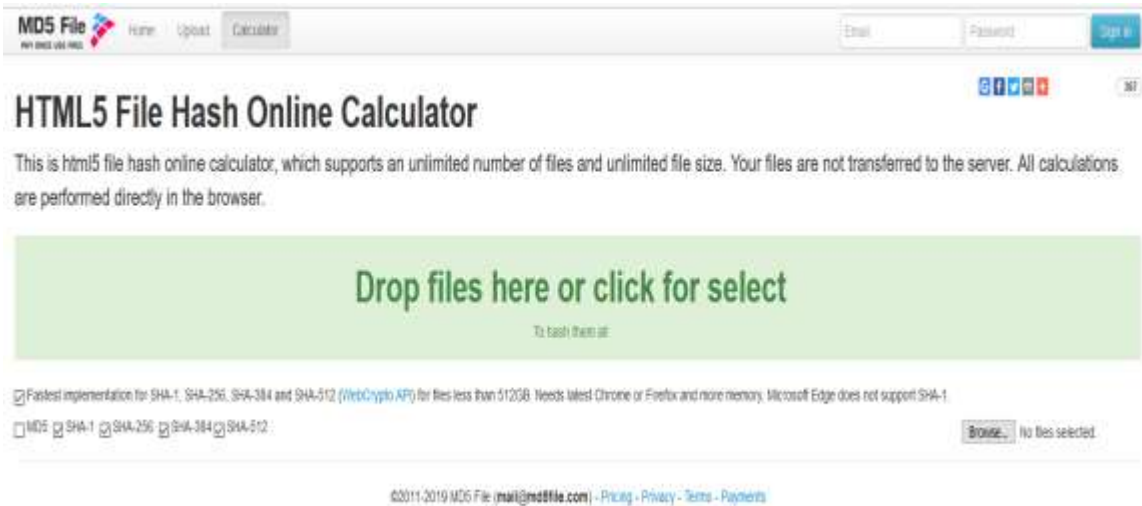 MD5 File Home Upload Calculator Email Password Sign in
PAY ONCE USE FREE
367
HTML5 File Hash Online Calculator
This is html5 file hash online calculator, which supports an unlimited number of files and unlimited file size. Your files are not transferred to the server. All calculations
are performed directly in the browser.
Drop files here or click for select
To hash them all
Fastest implementation for SHA-1, SHA-256, SHA-384 and SHA-512 (WebCrypto API) for files less than 512GB. Needs latest Chrome or Firefox and more memory. Microsoft Edge does not support SHA-1.
MD5 SHA-1 SHA-256 SHA-384 SHA-512 Browse... No files selected.
©2011-2019 MD5 File (mail@md5file.com) - Pricing - Privacy - Terms - Payments